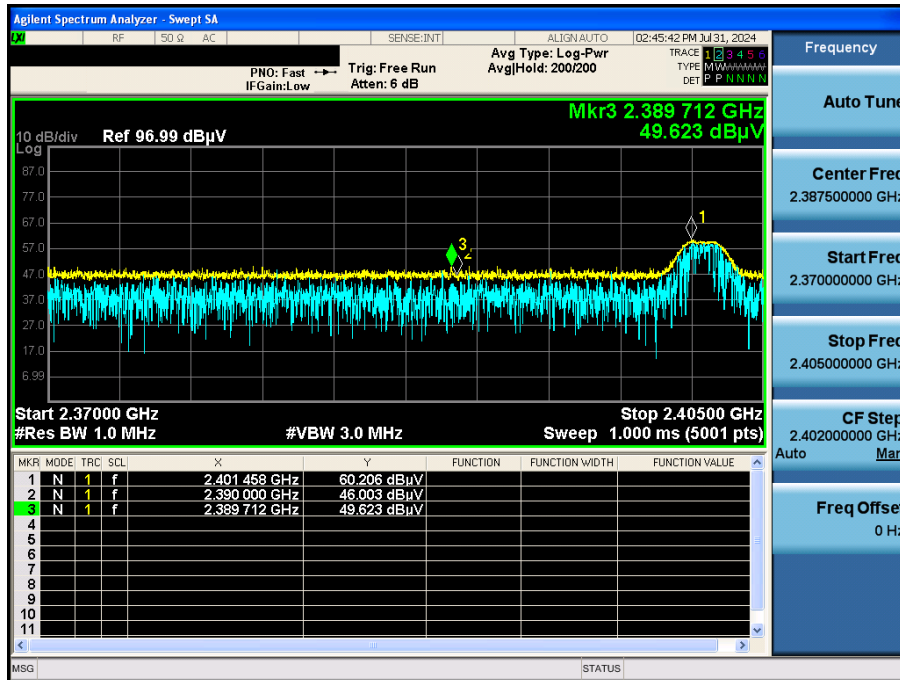 Agilent Spectrum Analyzer - Swept SA
LXI RF 50 Ω AC SENSE:INT ALIGN AUTO 02:45:42 PM Jul 31, 2024
PNO: Fast Trig: Free Run Avg Type: Log-Pwr TRACE 1 2 3 4 5 6
IFGain:Low Atten: 6 dB Avg|Hold: 200/200 TYPE M W W W W W
DET P P N N N N
Mkr3 2.389 712 GHz
49.623 dBµV
10 dB/div Ref 96.99 dBµV
Log
87.0
77.0
67.0
57.0
47.0
37.0
27.0
17.0
6.99
1
3
2
Start 2.37000 GHz Stop 2.40500 GHz
#Res BW 1.0 MHz #VBW 3.0 MHz Sweep 1.000 ms (5001 pts)
MKR MODE TRC SCL X Y FUNCTION FUNCTION WIDTH FUNCTION VALUE
1 N 1 f 2.401 458 GHz 60.206 dBµV
2 N 1 f 2.390 000 GHz 46.003 dBµV
3 N 1 f 2.389 712 GHz 49.623 dBµV
4
5
6
7
8
9
10
11
MSG STATUS
Frequency
Auto Tune
Center Freq
2.387500000 GHz
Start Freq
2.370000000 GHz
Stop Freq
2.405000000 GHz
CF Step
2.402000000 GHz
Auto Man
Freq Offset
0 Hz